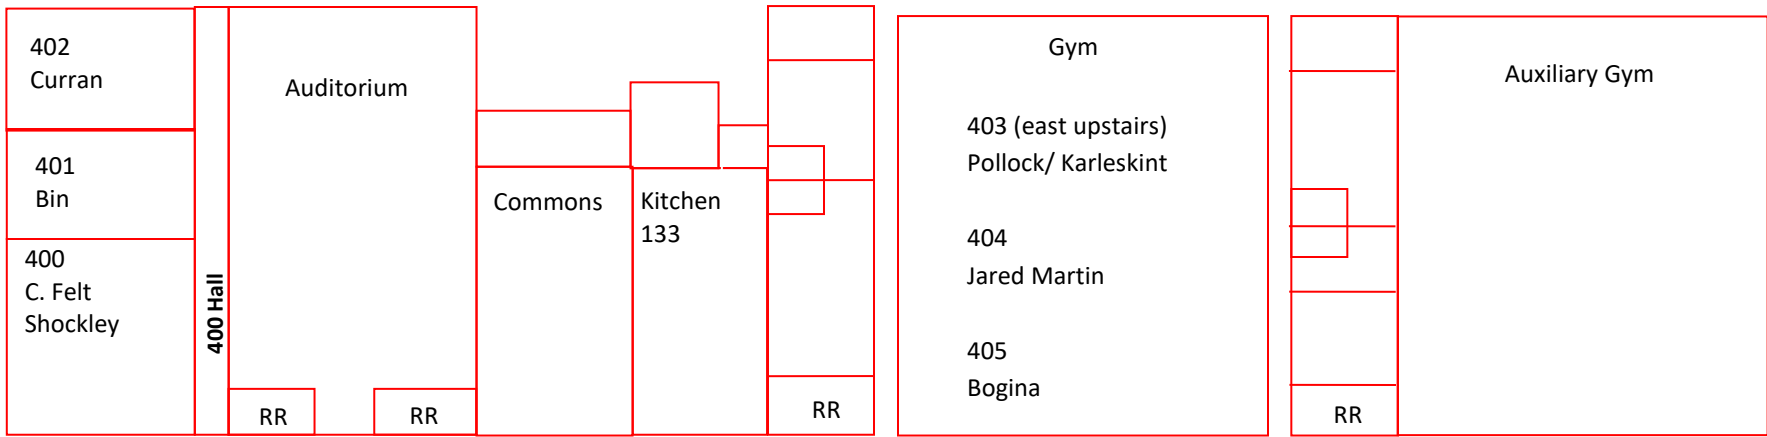 402
Curran
401
Bin
400
C. Felt
Shockley
400 Hall
Auditorium
RR
RR
Commons
Kitchen
133
RR
Gym
403 (east upstairs)
Pollock/ Karleskint
404
Jared Martin
405
Bogina
RR
Auxiliary Gym